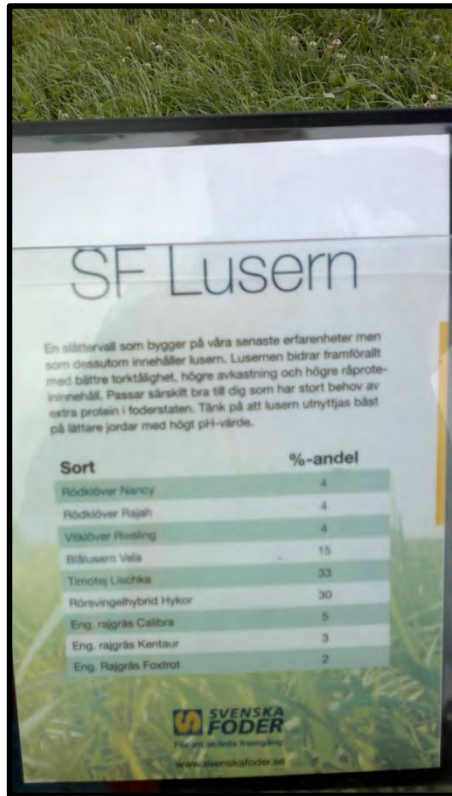 SF Lusern
En slåttervall som bygger på våra senaste erfarenheter men
som dessutom innehåller lusern. Lusernen bidrar framförallt
med bättre torktålighet, högre avkastning och högre råprote-
ininnehåll. Passar särskilt bra till dig som har stort behov av
extra protein i foderstaten. Tänk på att lusern utnyttjas bäst
på lättare jordar med högt pH-värde.
Sort %-andel
Rödklöver Nancy 4
Rödklöver Rajah 4
Vitklöver Riesling 4
Blålusern Vela 15
Timotej Lischka 33
Rörsvingelhybrid Hykor 30
Eng. rajgräs Calibra 5
Eng. rajgräs Kentaur 3
Eng. Rajgräs Foxtrot 2
SVENSKA
FODER
För att skörda framgång
www.svenskafoder.se